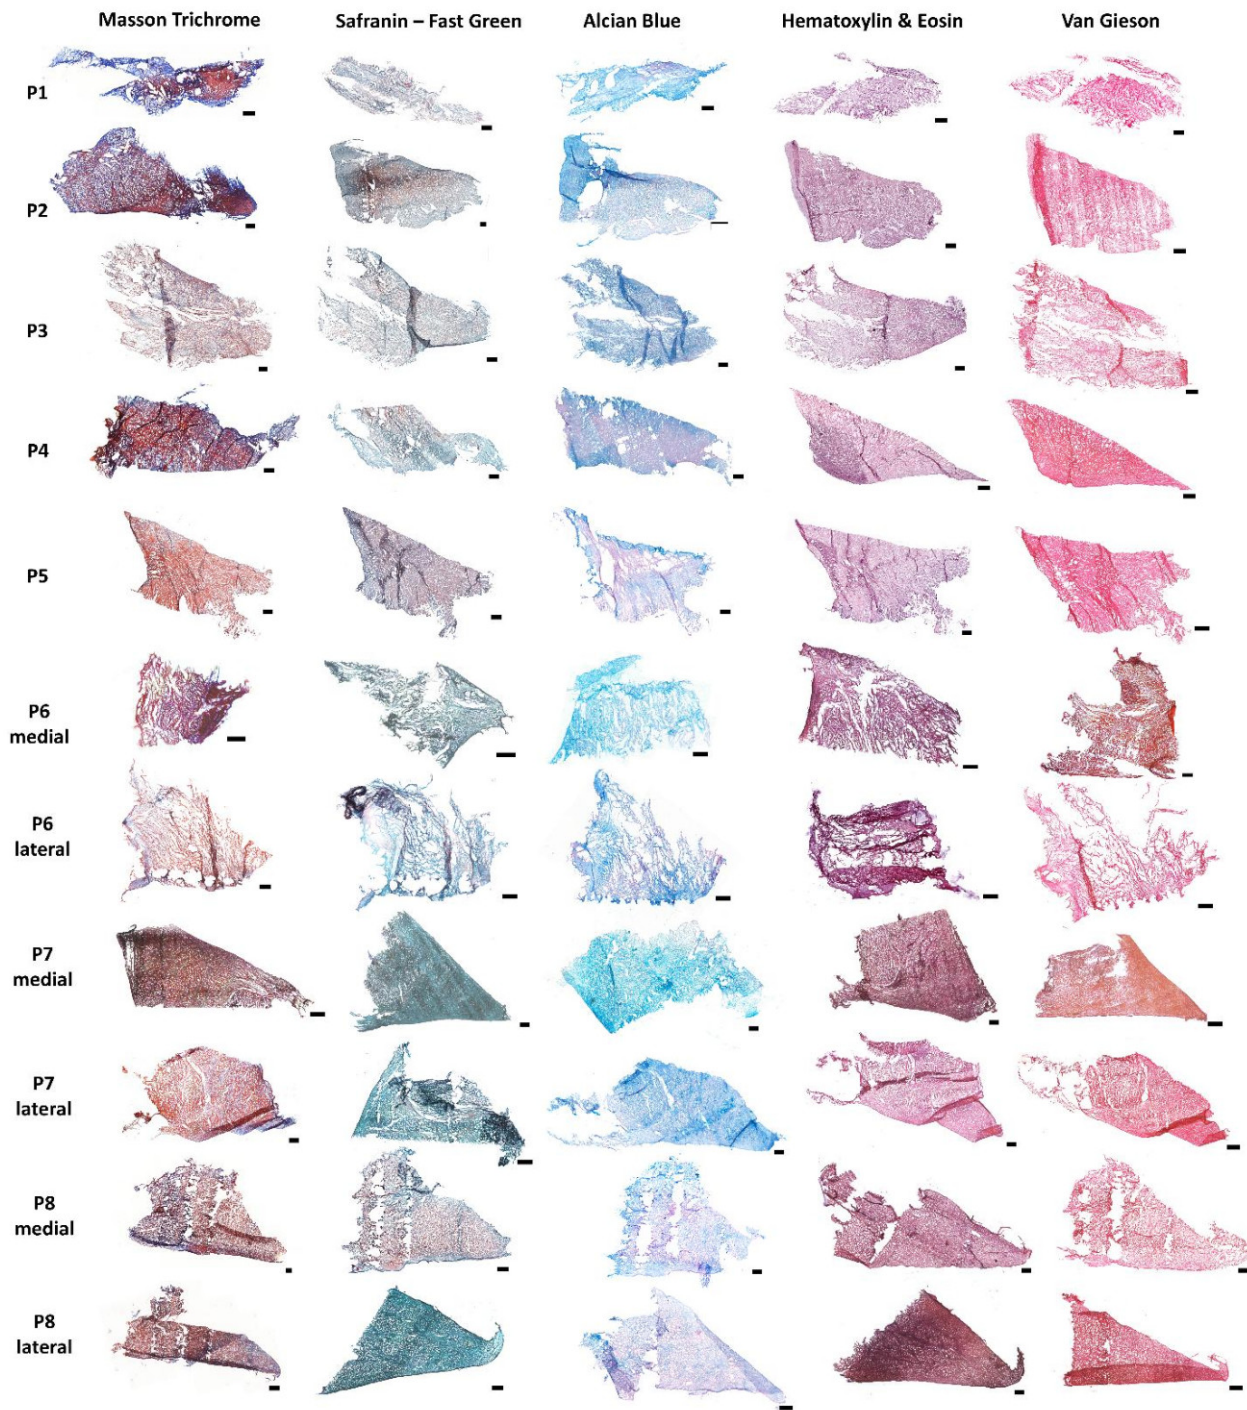 Masson Trichrome Safranin – Fast Green Alcian Blue Hematoxylin & Eosin Van Gieson
P1
P2
P3
P4
P5
P6
medial
P6
lateral
P7
medial
P7
lateral
P8
medial
P8
lateral